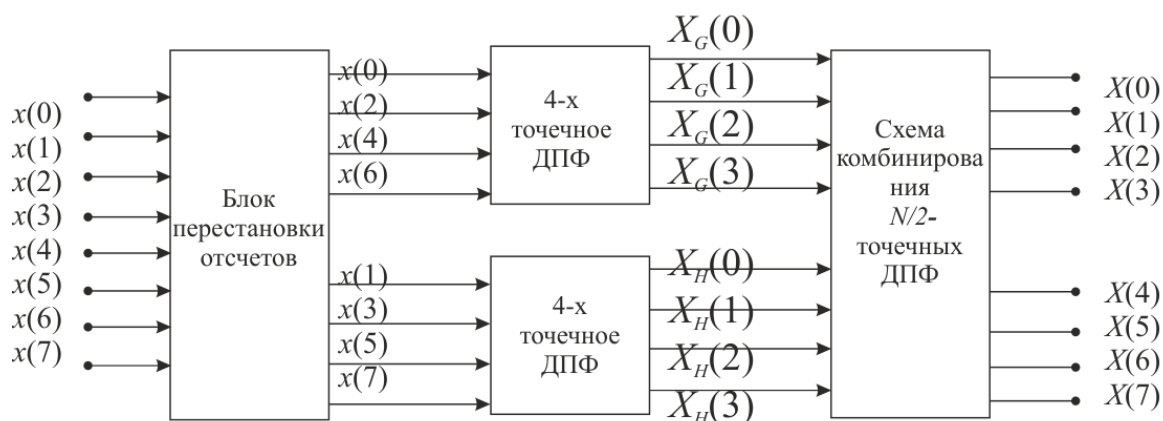 x(0)
x(1)
x(2)
x(3)
x(4)
x(5)
x(6)
x(7)
Блок
перестановки
отсчетов
x(0)
x(2)
x(4)
x(6)
x(1)
x(3)
x(5)
x(7)
4-х
точечное
ДПФ
4-х
точечное
ДПФ
X_G(0)
X_G(1)
X_G(2)
X_G(3)
X_H(0)
X_H(1)
X_H(2)
X_H(3)
Схема
комбинирова
ния
N/2-
точечных
ДПФ
X(0)
X(1)
X(2)
X(3)
X(4)
X(5)
X(6)
X(7)